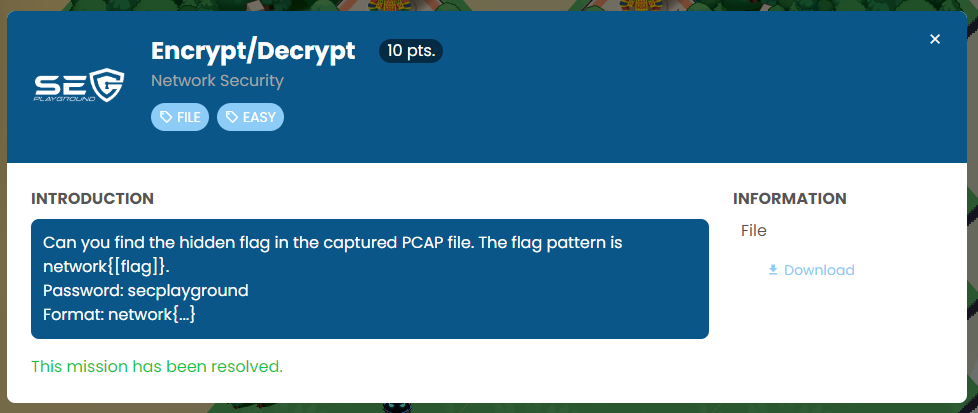 Encrypt/Decrypt 10 pts.
Network Security
FILE EASY
SEC
PLAYGROUND
INTRODUCTION
Can you find the hidden flag in the captured PCAP file. The flag pattern is
network{[flag]}.
Password: secplayground
Format: network{...}
This mission has been resolved.
INFORMATION
File
Download